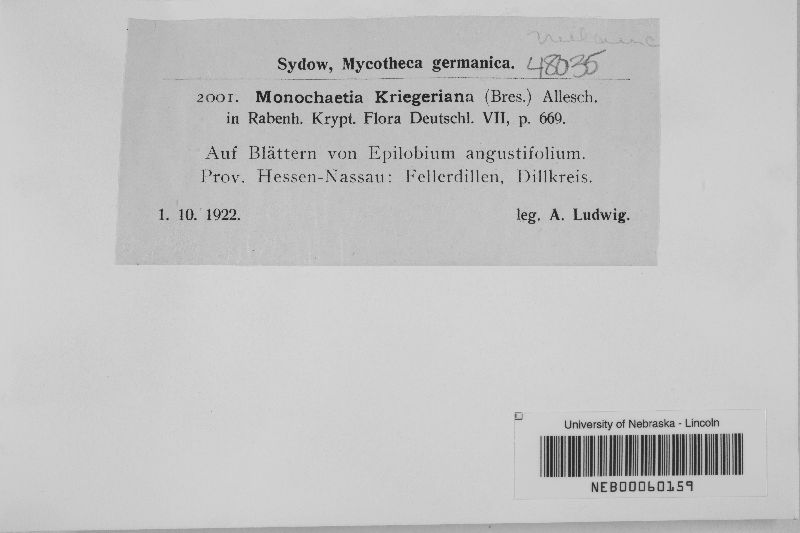 Sydow, Mycotheca germanica. 48035
2001. Monochaetia Kriegeriana (Bres.) Allesch.
in Rabenh. Krypt. Flora Deutschl. VII, p. 669.
Auf Blättern von Epilobium angustifolium.
Prov. Hessen-Nassau: Fellerdillen, Dillkreis.
1. 10. 1922. leg. A. Ludwig.
University of Nebraska - Lincoln
NEB00060159